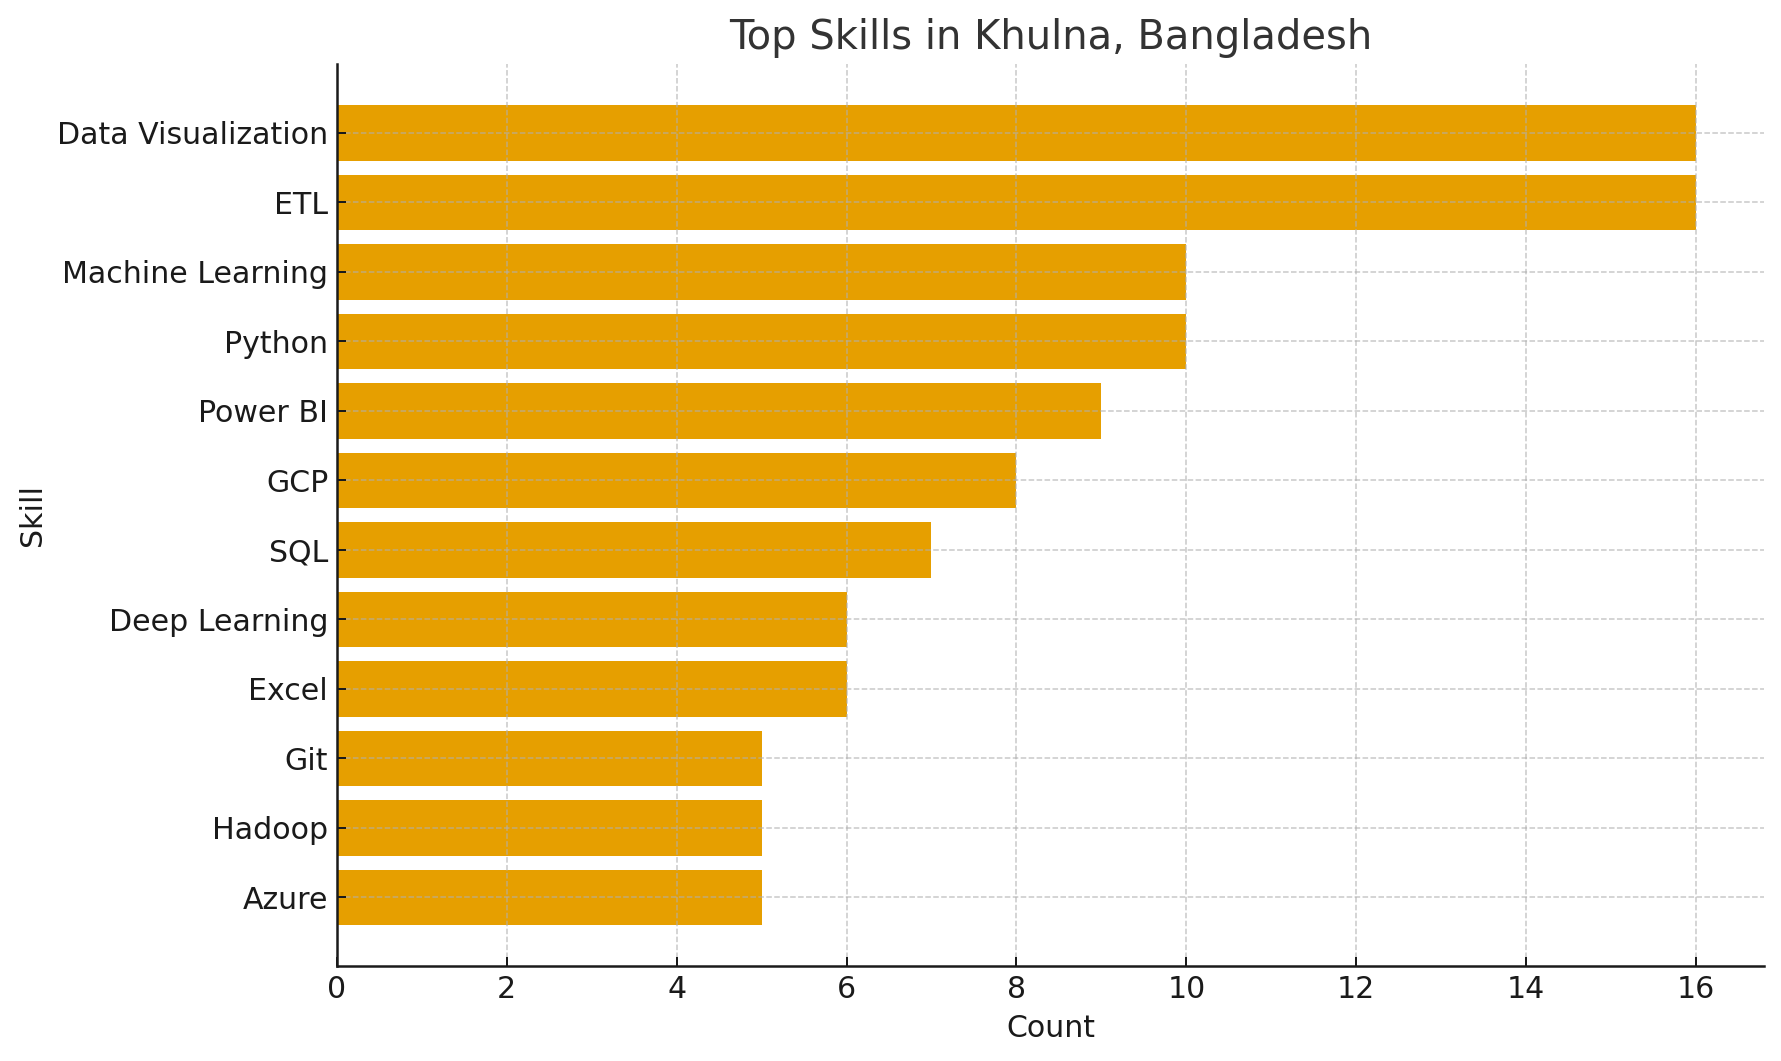 Top Skills in Khulna, Bangladesh
Data Visualization
ETL
Machine Learning
Python
Power BI
GCP
SQL
Deep Learning
Excel
Git
Hadoop
Azure
Skill
0 2 4 6 8 10 12 14 16
Count